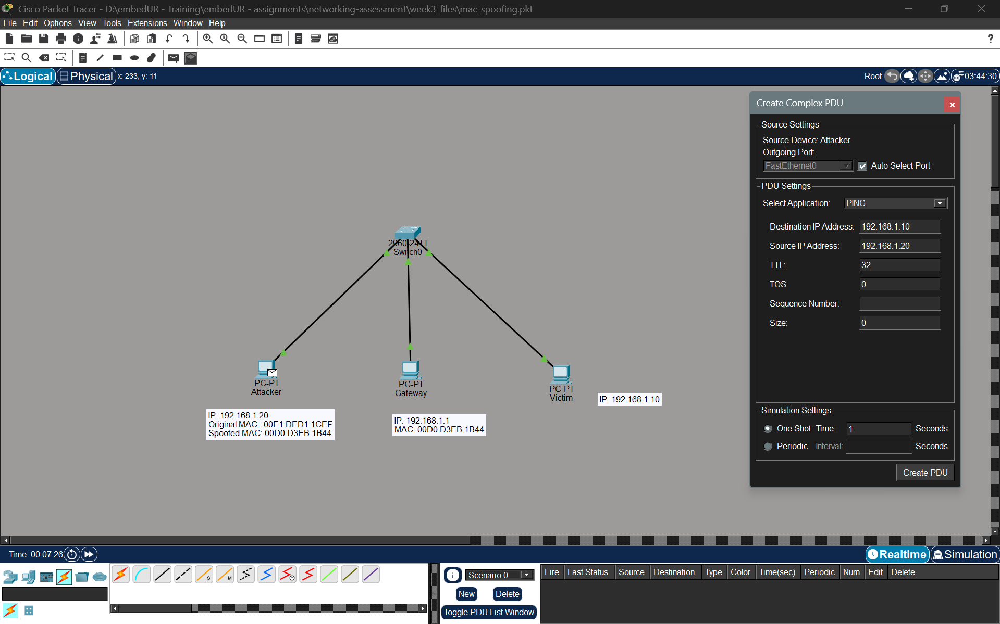 Cisco Packet Tracer - D:\embedUR - Training\embedUR - assignments\networking-assessment\week3_files\mac_spoofing.pkt
File Edit Options View Tools Extensions Window Help
?
Logical Physical x: 233, y: 11 Root 03:44:30
Create Complex PDU
x
Source Settings
Source Device: Attacker
Outgoing Port:
FastEthernet0 Auto Select Port
PDU Settings
Select Application: PING
Destination IP Address: 192.168.1.10
Source IP Address: 192.168.1.20
TTL: 32
TOS: 0
Sequence Number:
Size: 0
Simulation Settings
One Shot Time: 1 Seconds
Periodic Interval: Seconds
Create PDU
2960-24TT
Switch0
PC-PT
Attacker
PC-PT
Gateway
PC-PT
Victim
IP: 192.168.1.10
IP: 192.168.1.20
Original MAC: 00E1:DED1:1CEF
Spoofed MAC: 00D0.D3EB.1B44
IP: 192.168.1.1
MAC: 00D0.D3EB.1B44
Time: 00:07:26 Realtime Simulation
S M
Scenario 0
New Delete
Toggle PDU List Window
Fire Last Status Source Destination Type Color Time(sec) Periodic Num Edit Delete